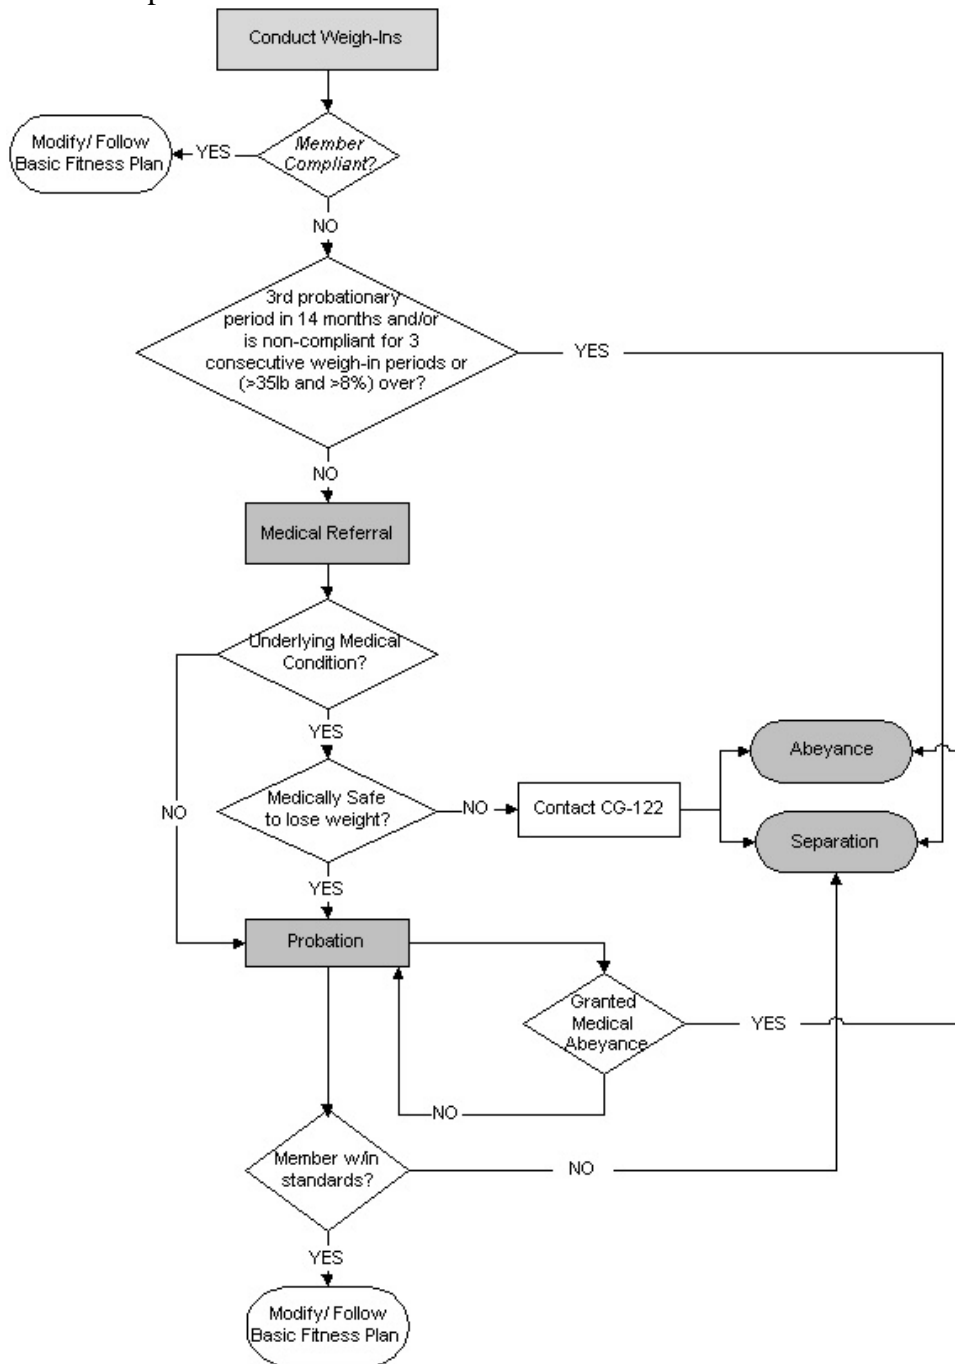 Conduct Weigh-Ins
Member
Compliant?
YES
Modify/ Follow
Basic Fitness Plan
NO
3rd probationary
period in 14 months and/or
is non-compliant for 3
consecutive weigh-in periods or
(>35lb and >8%) over?
YES
NO
Medical Referral
Underlying Medical
Condition?
YES
NO
Medically Safe
to lose weight?
NO
Contact CG-122
Abeyance
Separation
YES
Probation
Granted
Medical
Abeyance
YES
NO
Member w/in
standards?
NO
YES
Modify/ Follow
Basic Fitness Plan